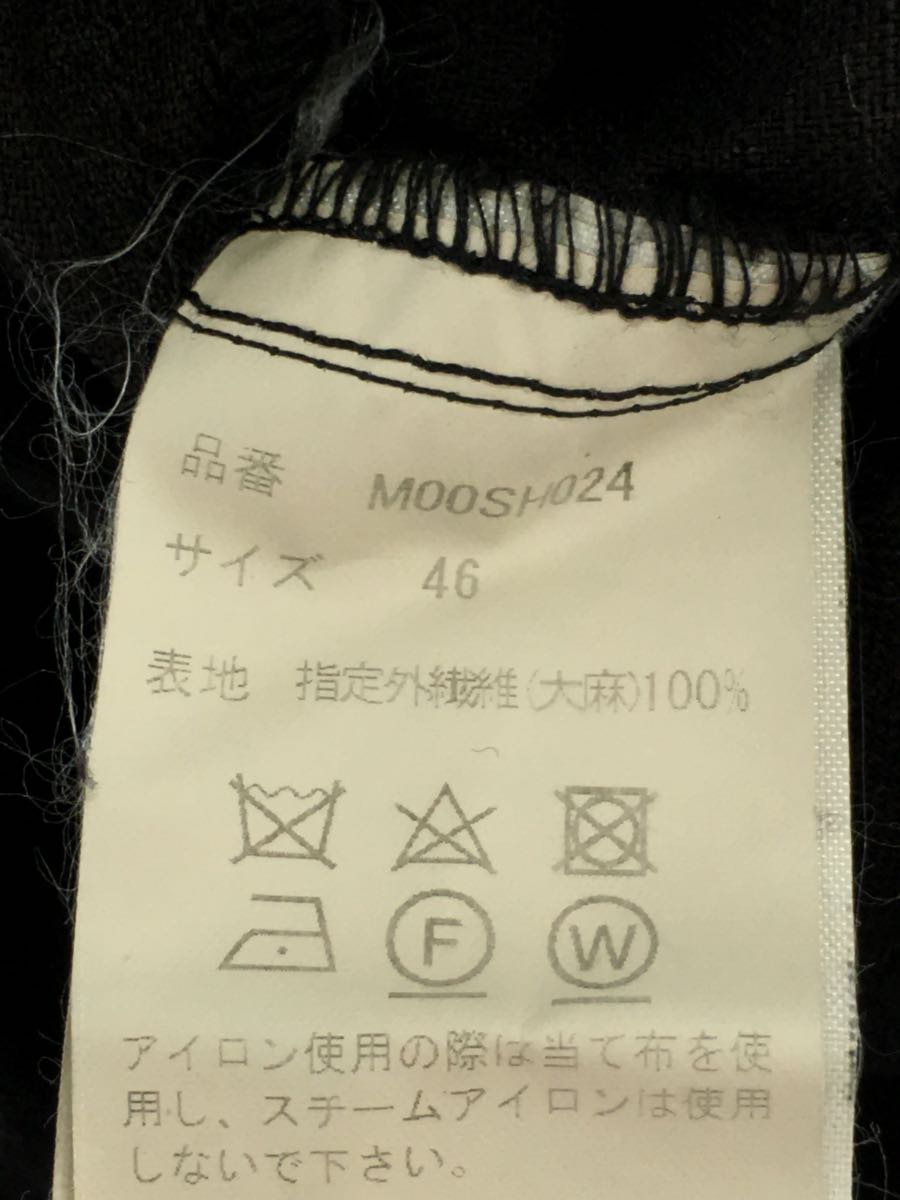 品番 M00SH024
サイズ 46
表地 指定外繊維(大麻)100%
F W
アイロン使用の際は当て布を使
用し、スチームアイロンは使用
しないで下さい。